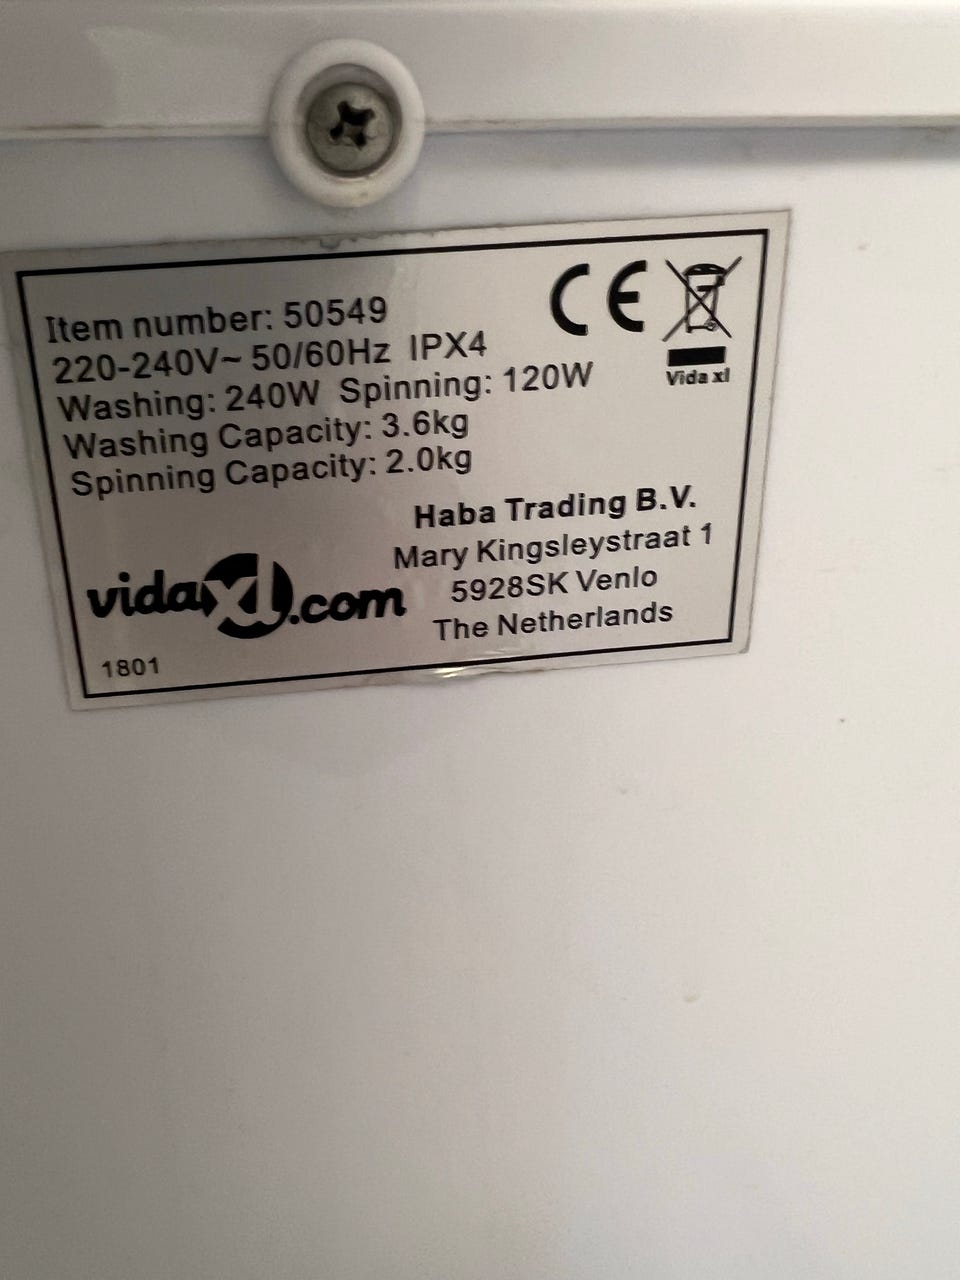 Item number: 50549
220-240V~ 50/60Hz IPX4
Washing: 240W Spinning: 120W
Washing Capacity: 3.6kg
Spinning Capacity: 2.0kg
CE
Vida xl
Haba Trading B.V.
Mary Kingsleystraat 1
5928SK Venlo
The Netherlands
vidaXL.com
1801